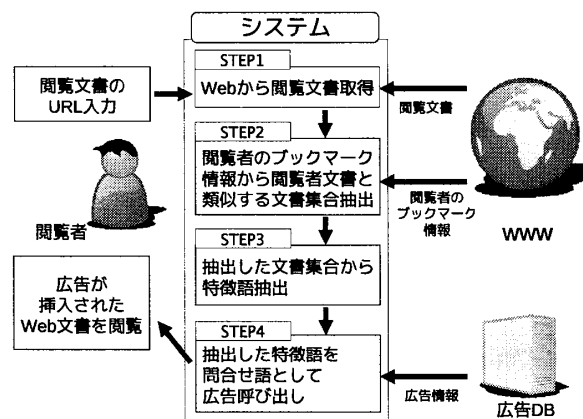 システム
閲覧文書の
URL入力
閲覧者
広告が
挿入された
Web文書を閲覧
STEP1
Webから閲覧文書取得
STEP2
閲覧者のブックマーク
情報から閲覧者文書と
類似する文書集合抽出
STEP3
抽出した文書集合から
特徴語抽出
STEP4
抽出した特徴語を
問合せ語として
広告呼び出し
閲覧文書
閲覧者の
ブックマーク
情報
WWW
広告情報
広告DB